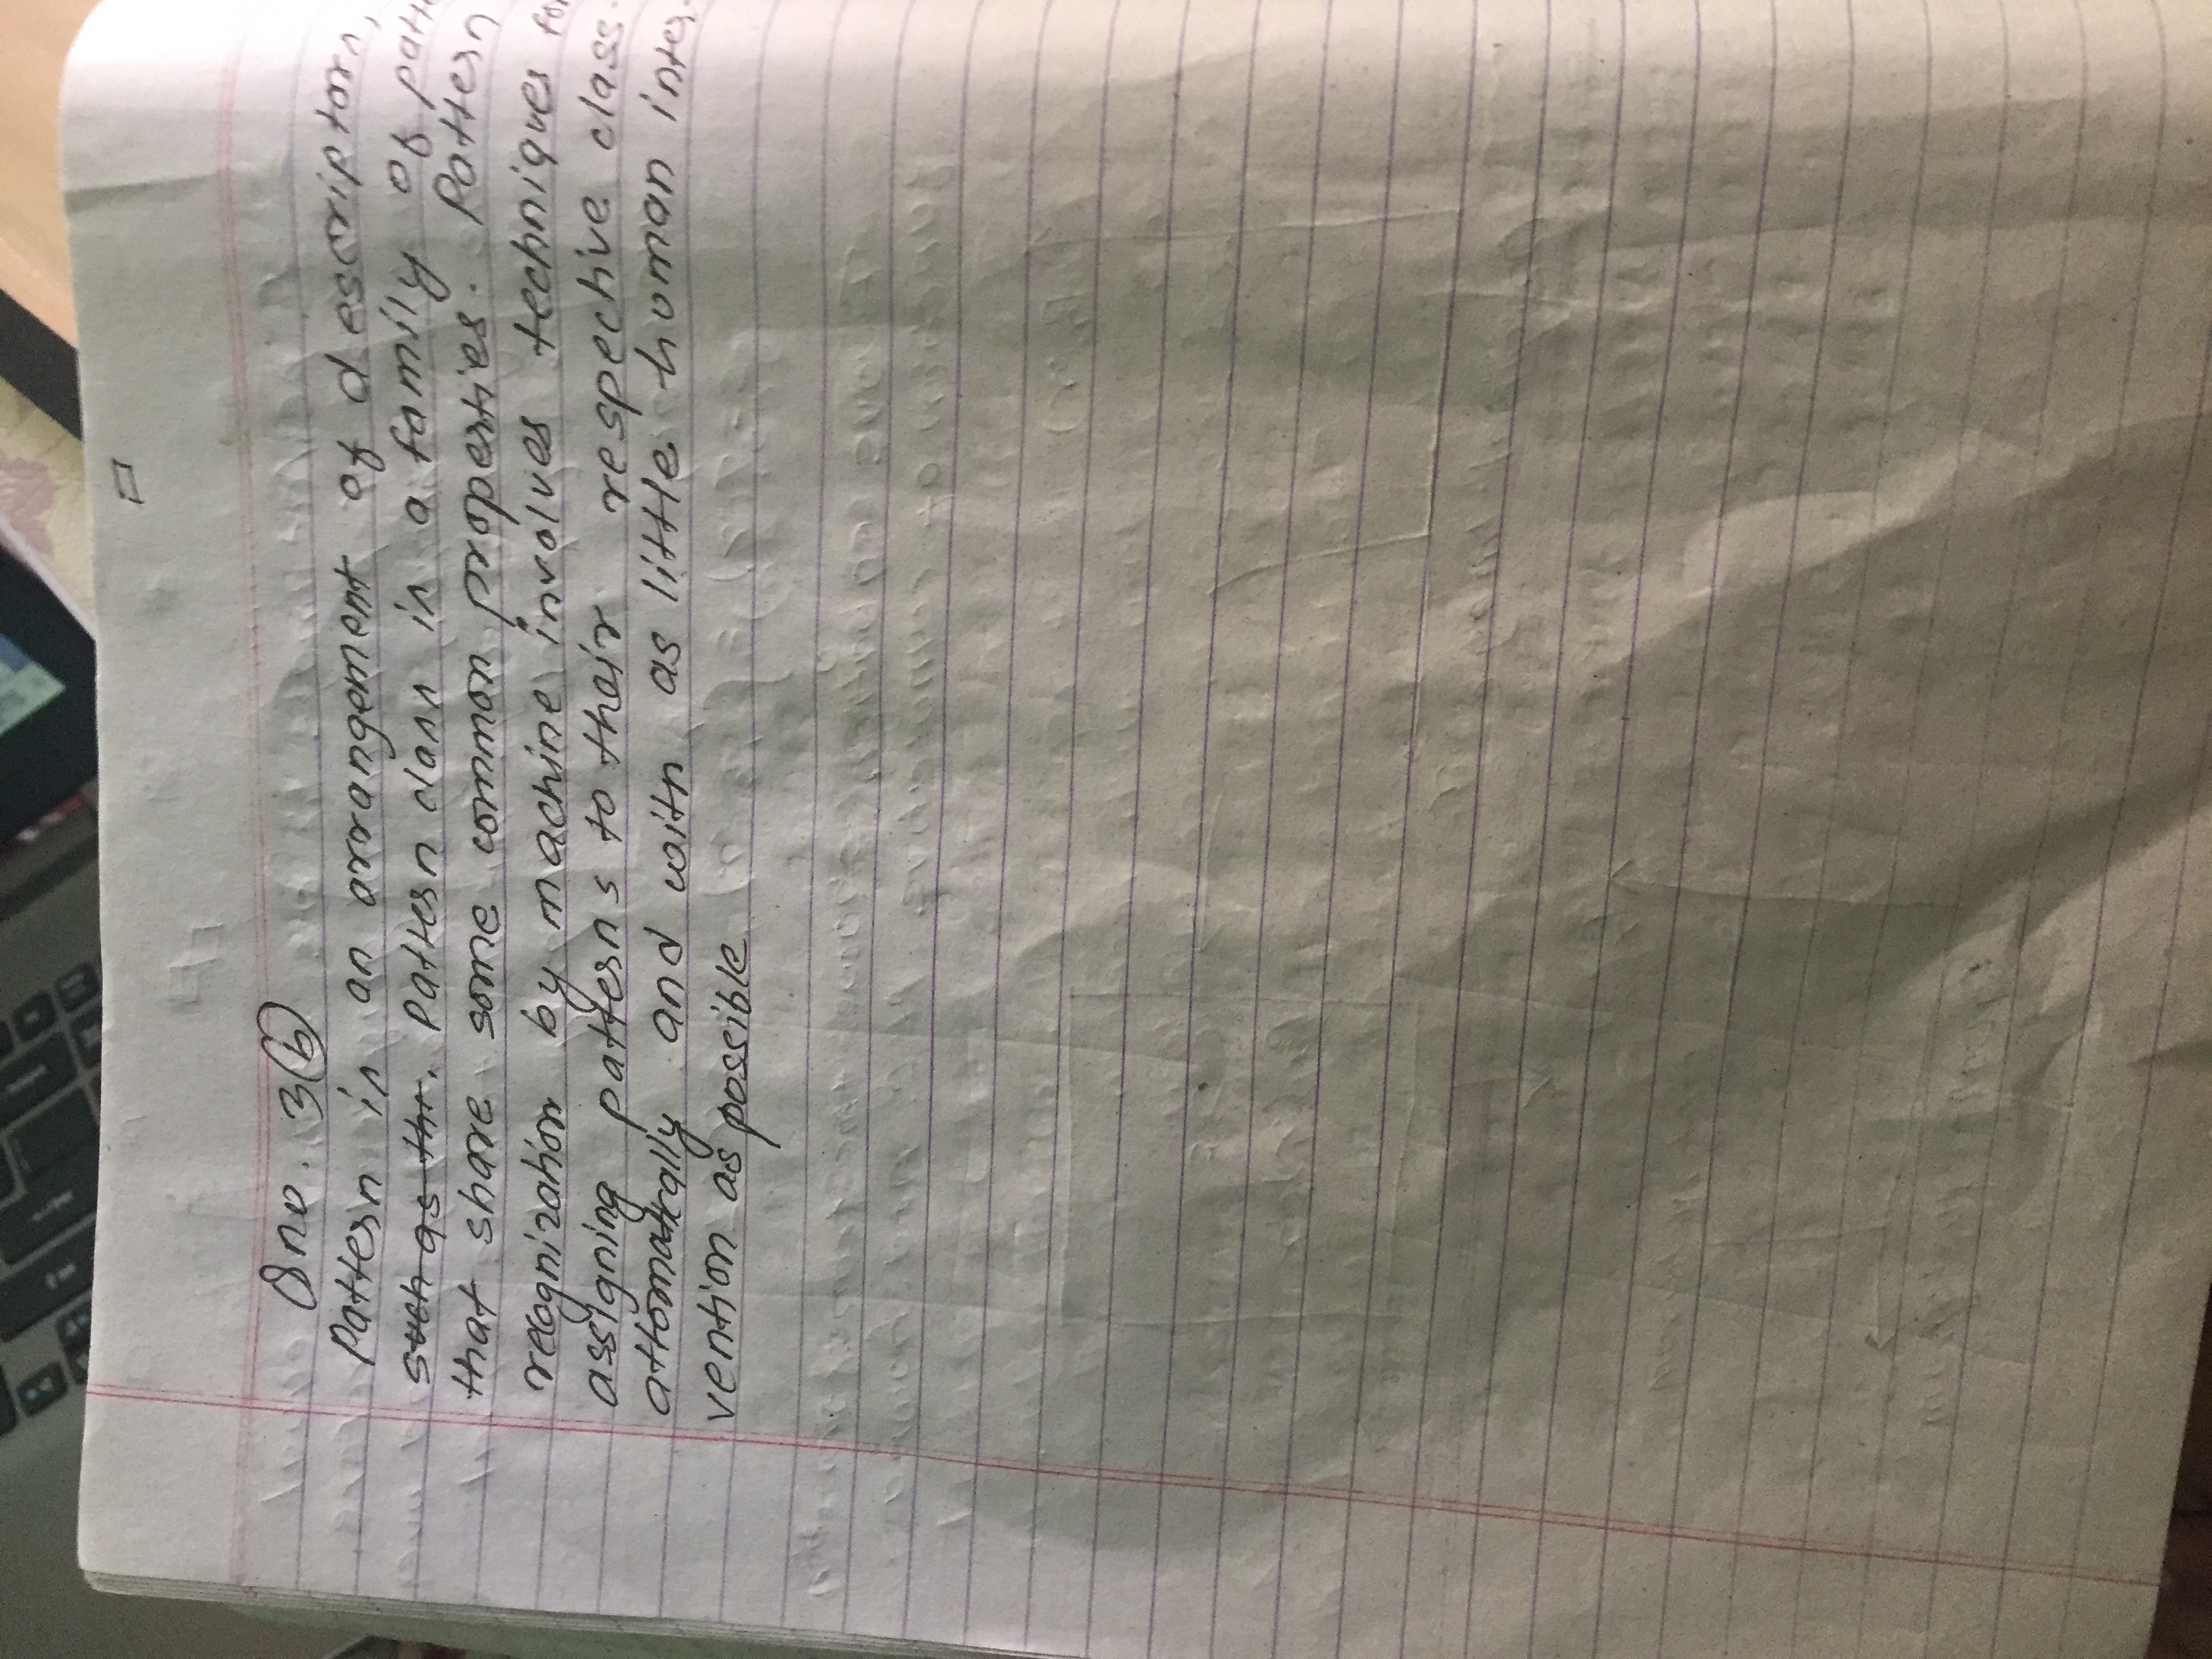 Qno. 3(b)
Pattern is an arrangement of descriptors,
such as the. Pattern class is a family of patte
that share some common properties. Pattern
recognization by machine involves techniques for
assigning patterns to their respective class
attomatically and with as little human inter-
vention as possible